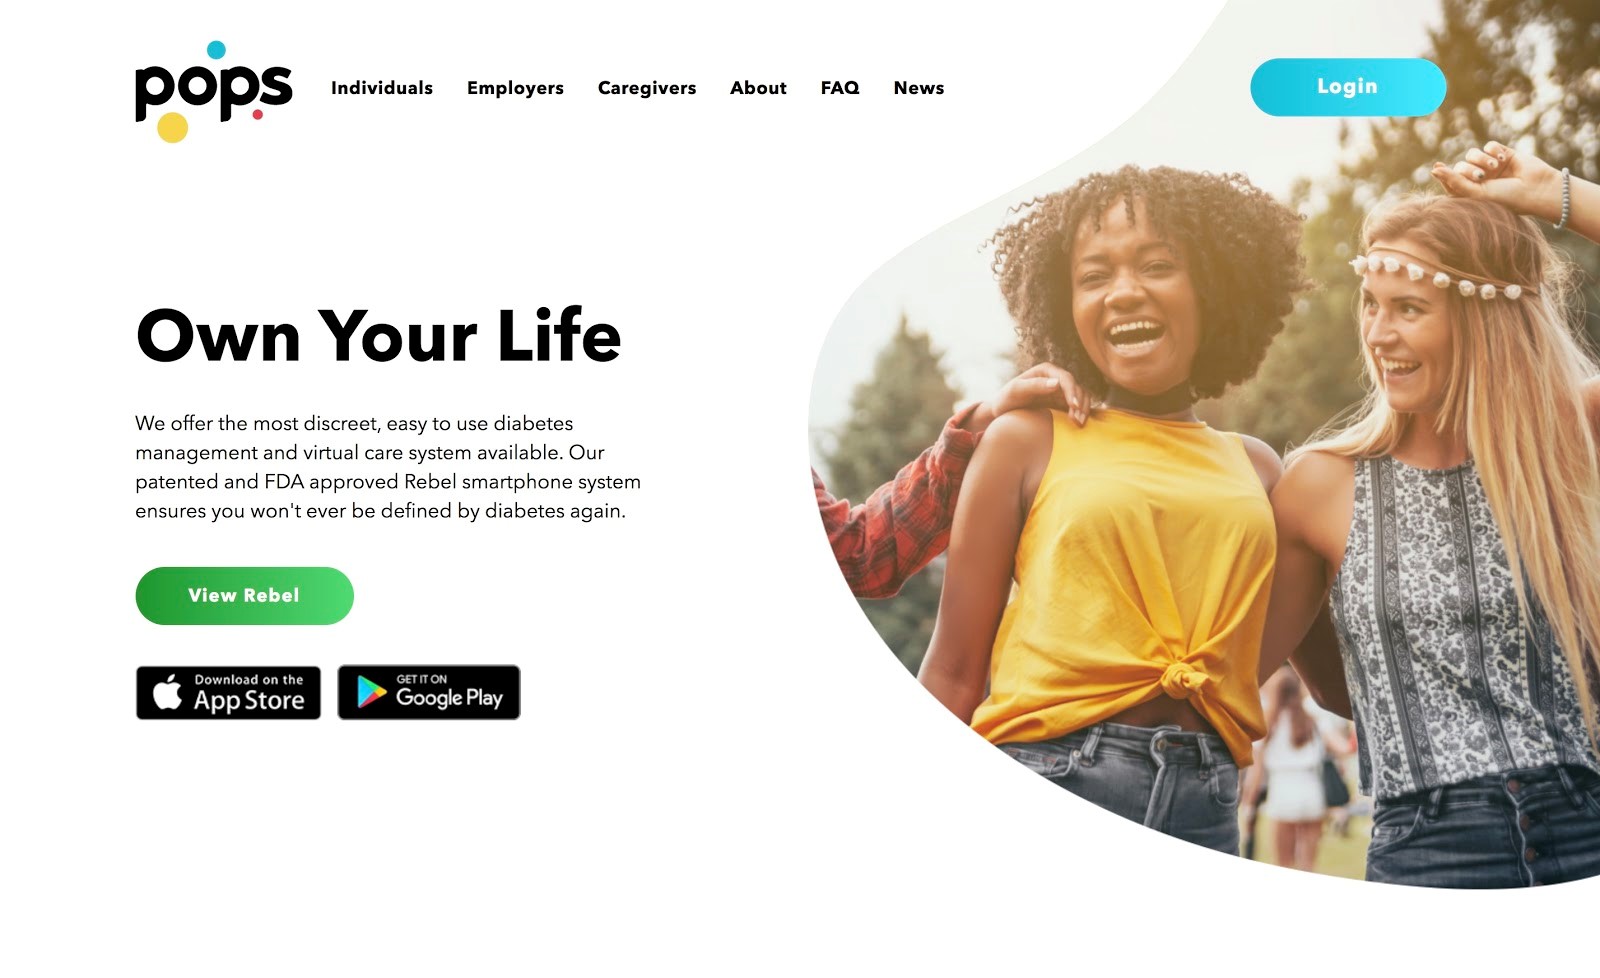 pops
Individuals Employers Caregivers About FAQ News
Login
Own Your Life
We offer the most discreet, easy to use diabetes
management and virtual care system available. Our
patented and FDA approved Rebel smartphone system
ensures you won't ever be defined by diabetes again.
View Rebel
Download on the
App Store
GET IT ON
Google Play